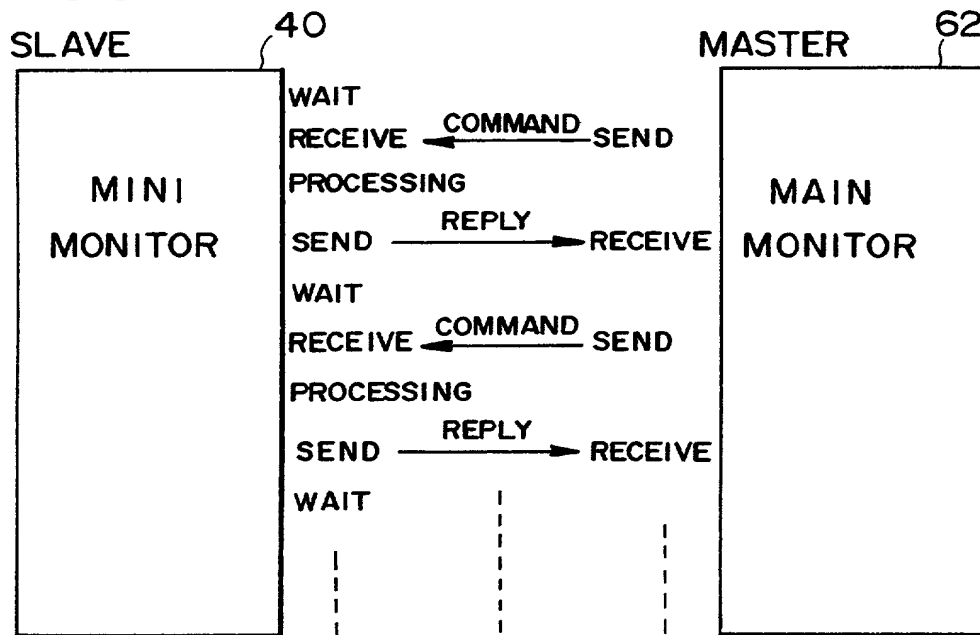 SLAVE 40 MASTER 62
WAIT
RECEIVE COMMAND SEND
MINI PROCESSING MAIN
MONITOR SEND REPLY RECEIVE MONITOR
WAIT
RECEIVE COMMAND SEND
PROCESSING
SEND REPLY RECEIVE
WAIT